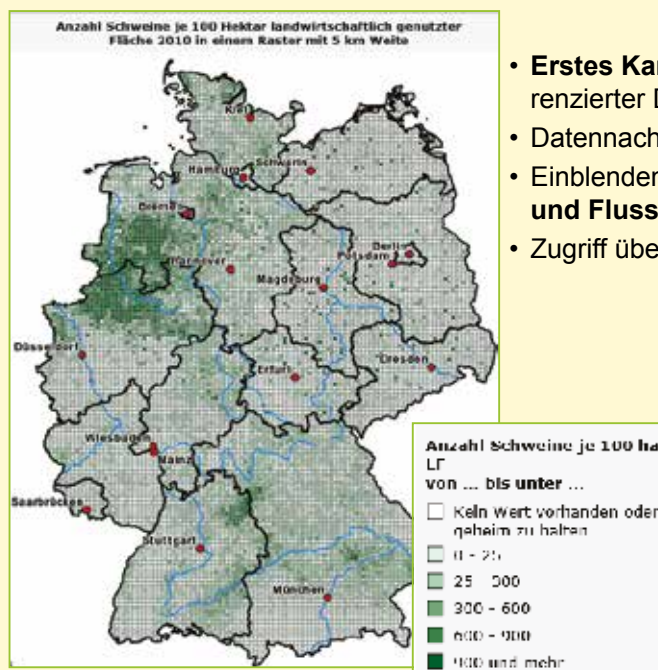 Anzahl Schweine je 100 Hektar landwirtschaftlich genutzter
Fläche 2010 in einem Raster mit 5 km Weite
Kiel
Schwerin
Hamburg
Bremen
Berlin
Potsdam
Hannover
Magdeburg
Düsseldorf
Dresden
Erfurt
Wiesbaden
Mainz
Saarbrücken
Stuttgart
München
• Erstes Kar
renzierter D
• Datennach
• Einblenden
und Fluss
• Zugriff übe
Anzahl Schweine je 100 ha
LF
von ... bis unter ...
Kein Wert vorhanden oder
geheim zu halten
0 - 25
25 - 300
300 - 600
600 - 900
900 und mehr